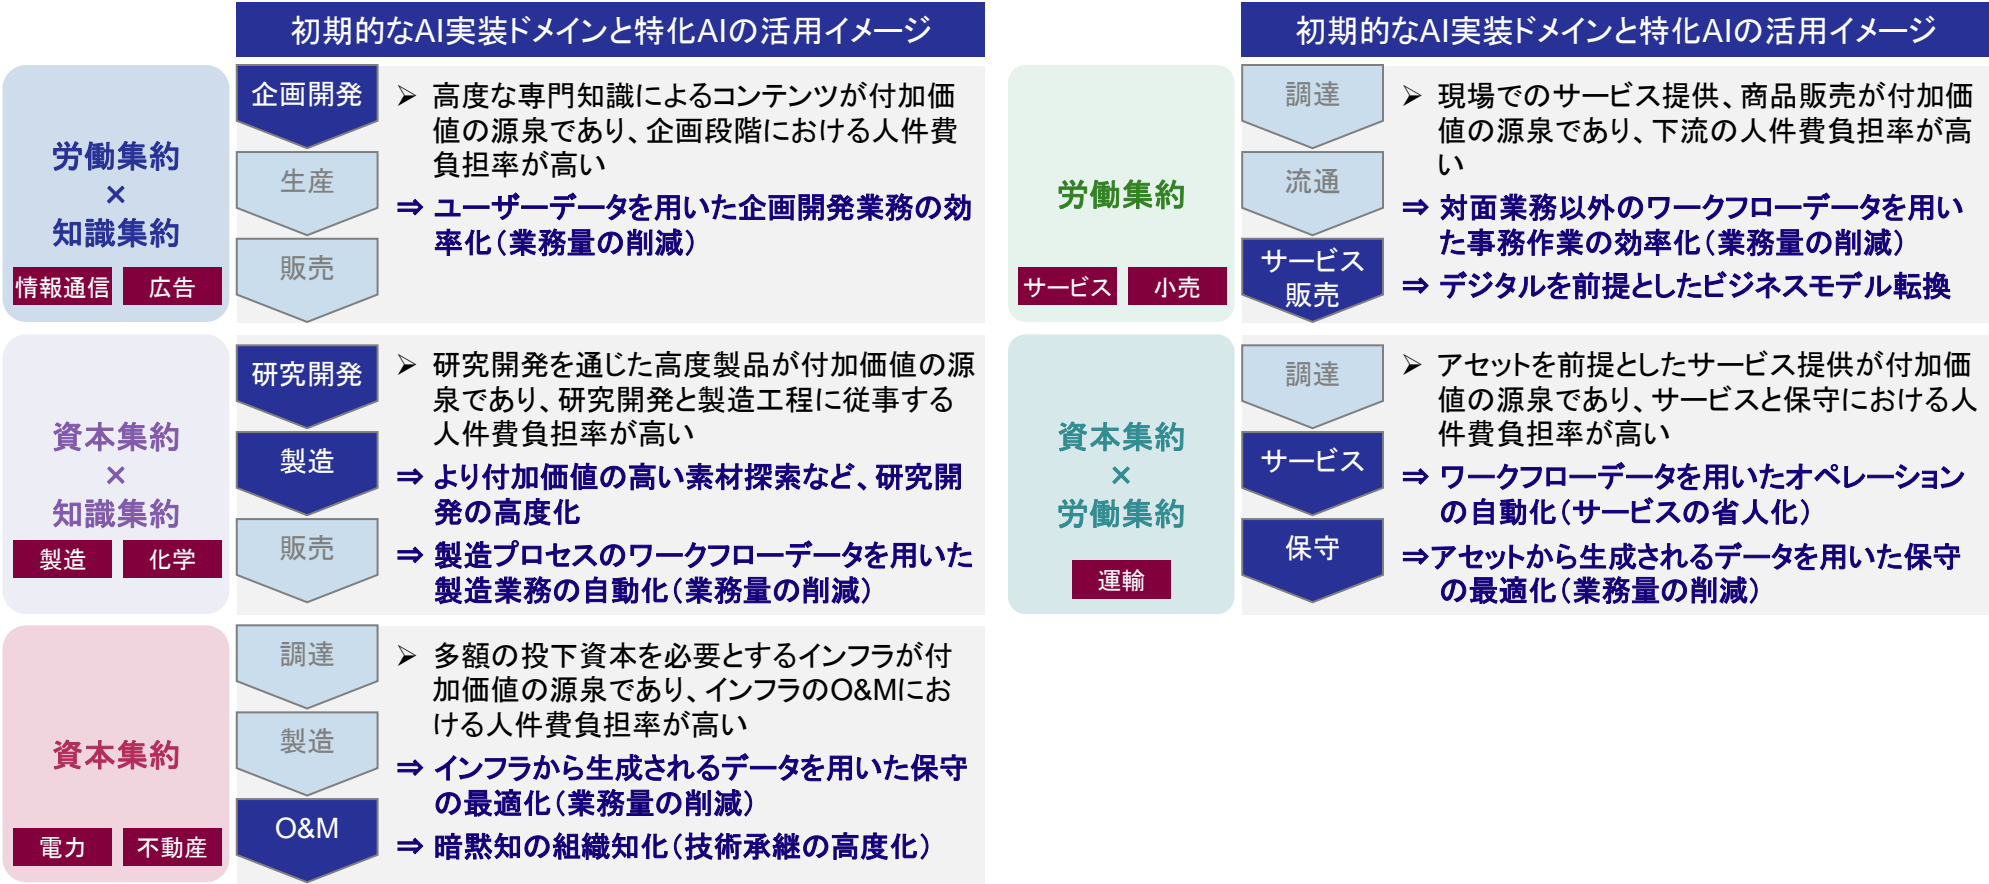 初期的なAI実装ドメインと特化AIの活用イメージ
労働集約
×
知識集約
情報通信
広告
企画開発
生産
販売
➢ 高度な専門知識によるコンテンツが付加価
値の源泉であり、企画段階における人件費
負担率が高い
⇒ ユーザーデータを用いた企画開発業務の効
率化（業務量の削減）
資本集約
×
知識集約
製造
化学
研究開発
製造
販売
➢ 研究開発を通じた高度製品が付加価値の源
泉であり、研究開発と製造工程に従事する
人件費負担率が高い
⇒ より付加価値の高い素材探索など、研究開
発の高度化
⇒ 製造プロセスのワークフローデータを用いた
製造業務の自動化（業務量の削減）
資本集約
電力
不動産
調達
製造
O&M
➢ 多額の投下資本を必要とするインフラが付
加価値の源泉であり、インフラのO&Mにお
ける人件費負担率が高い
⇒ インフラから生成されるデータを用いた保守
の最適化（業務量の削減）
⇒ 暗黙知の組織知化（技術承継の高度化）
初期的なAI実装ドメインと特化AIの活用イメージ
労働集約
サービス
小売
調達
流通
サービス
販売
➢ 現場でのサービス提供、商品販売が付加価
値の源泉であり、下流の人件費負担率が高
い
⇒ 対面業務以外のワークフローデータを用い
た事務作業の効率化（業務量の削減）
⇒ デジタルを前提としたビジネスモデル転換
資本集約
×
労働集約
運輸
調達
サービス
保守
➢ アセットを前提としたサービス提供が付加価
値の源泉であり、サービスと保守における人
件費負担率が高い
⇒ ワークフローデータを用いたオペレーション
の自動化（サービスの省人化）
⇒アセットから生成されるデータを用いた保守
の最適化（業務量の削減）